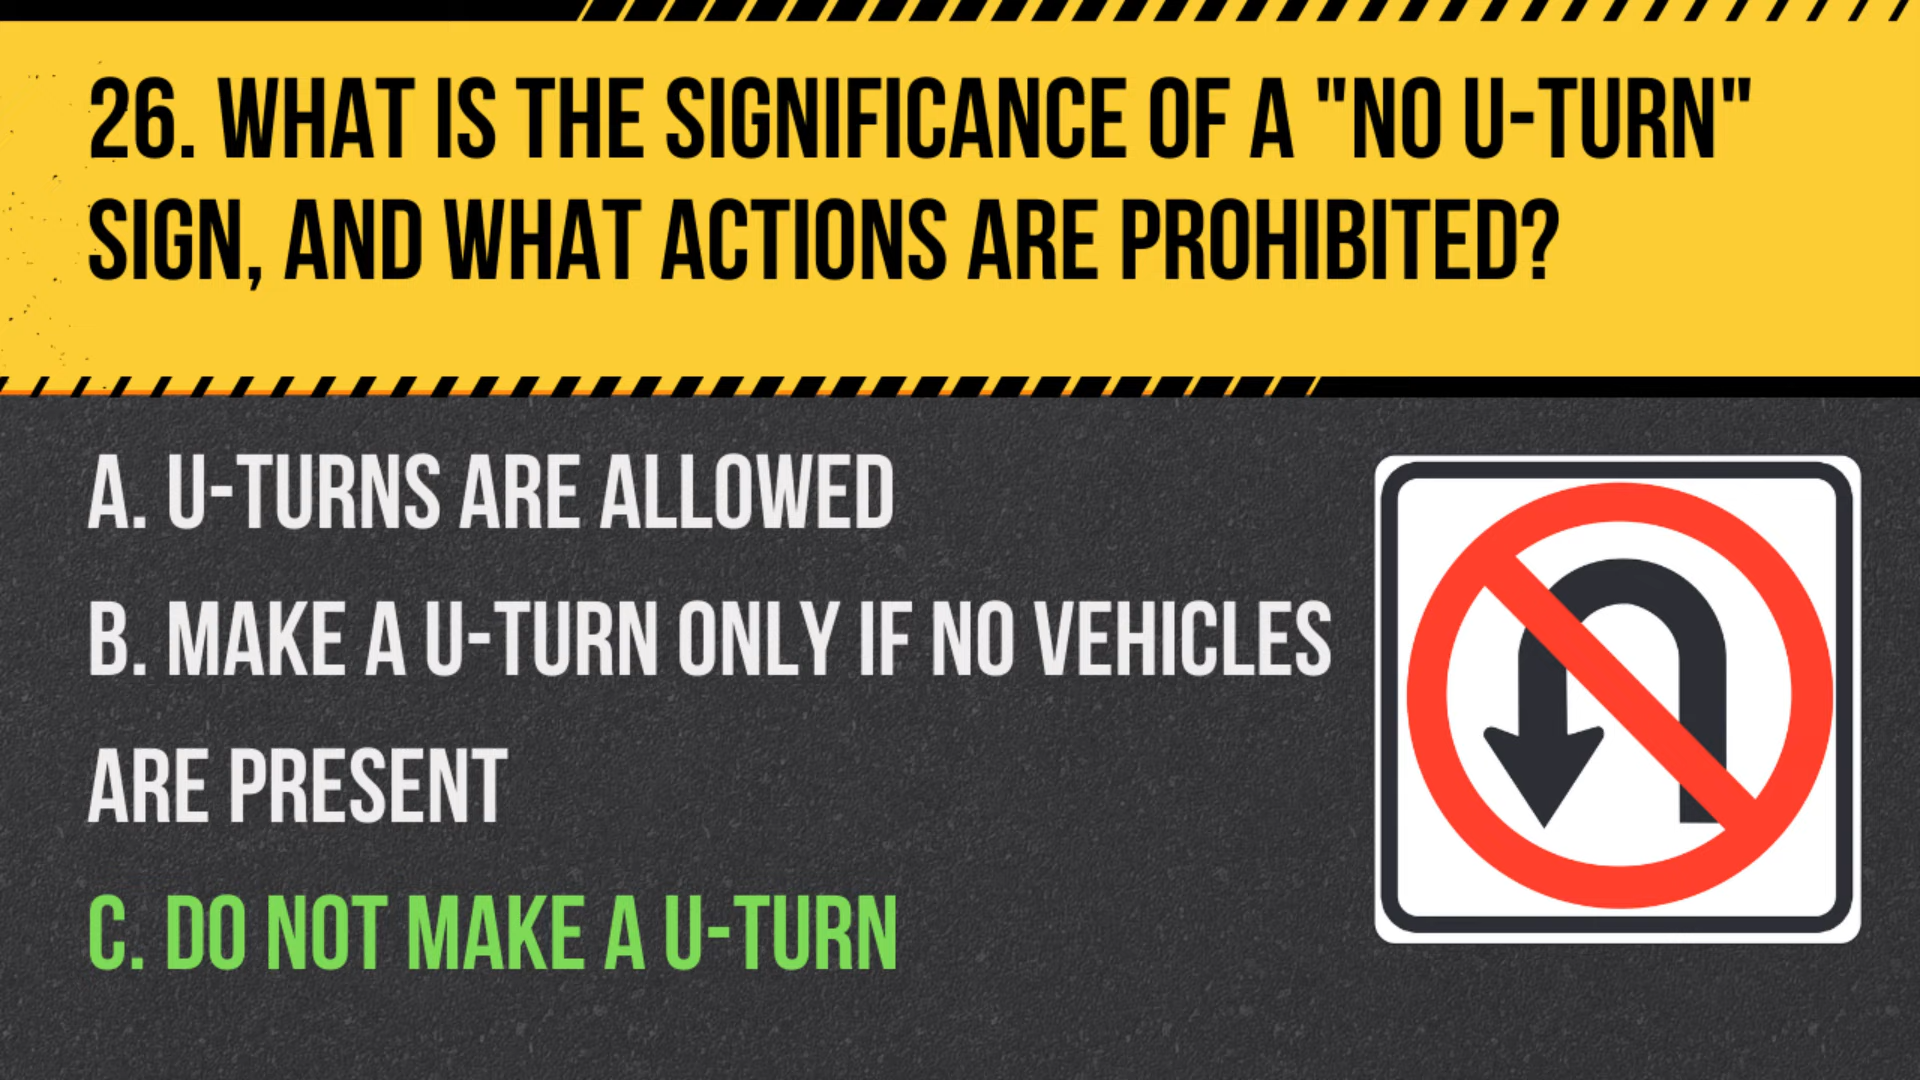 26. WHAT IS THE SIGNIFICANCE OF A "NO U-TURN"
SIGN, AND WHAT ACTIONS ARE PROHIBITED?
A. U-TURNS ARE ALLOWED
B. MAKE A U-TURN ONLY IF NO VEHICLES
ARE PRESENT
C. DO NOT MAKE A U-TURN